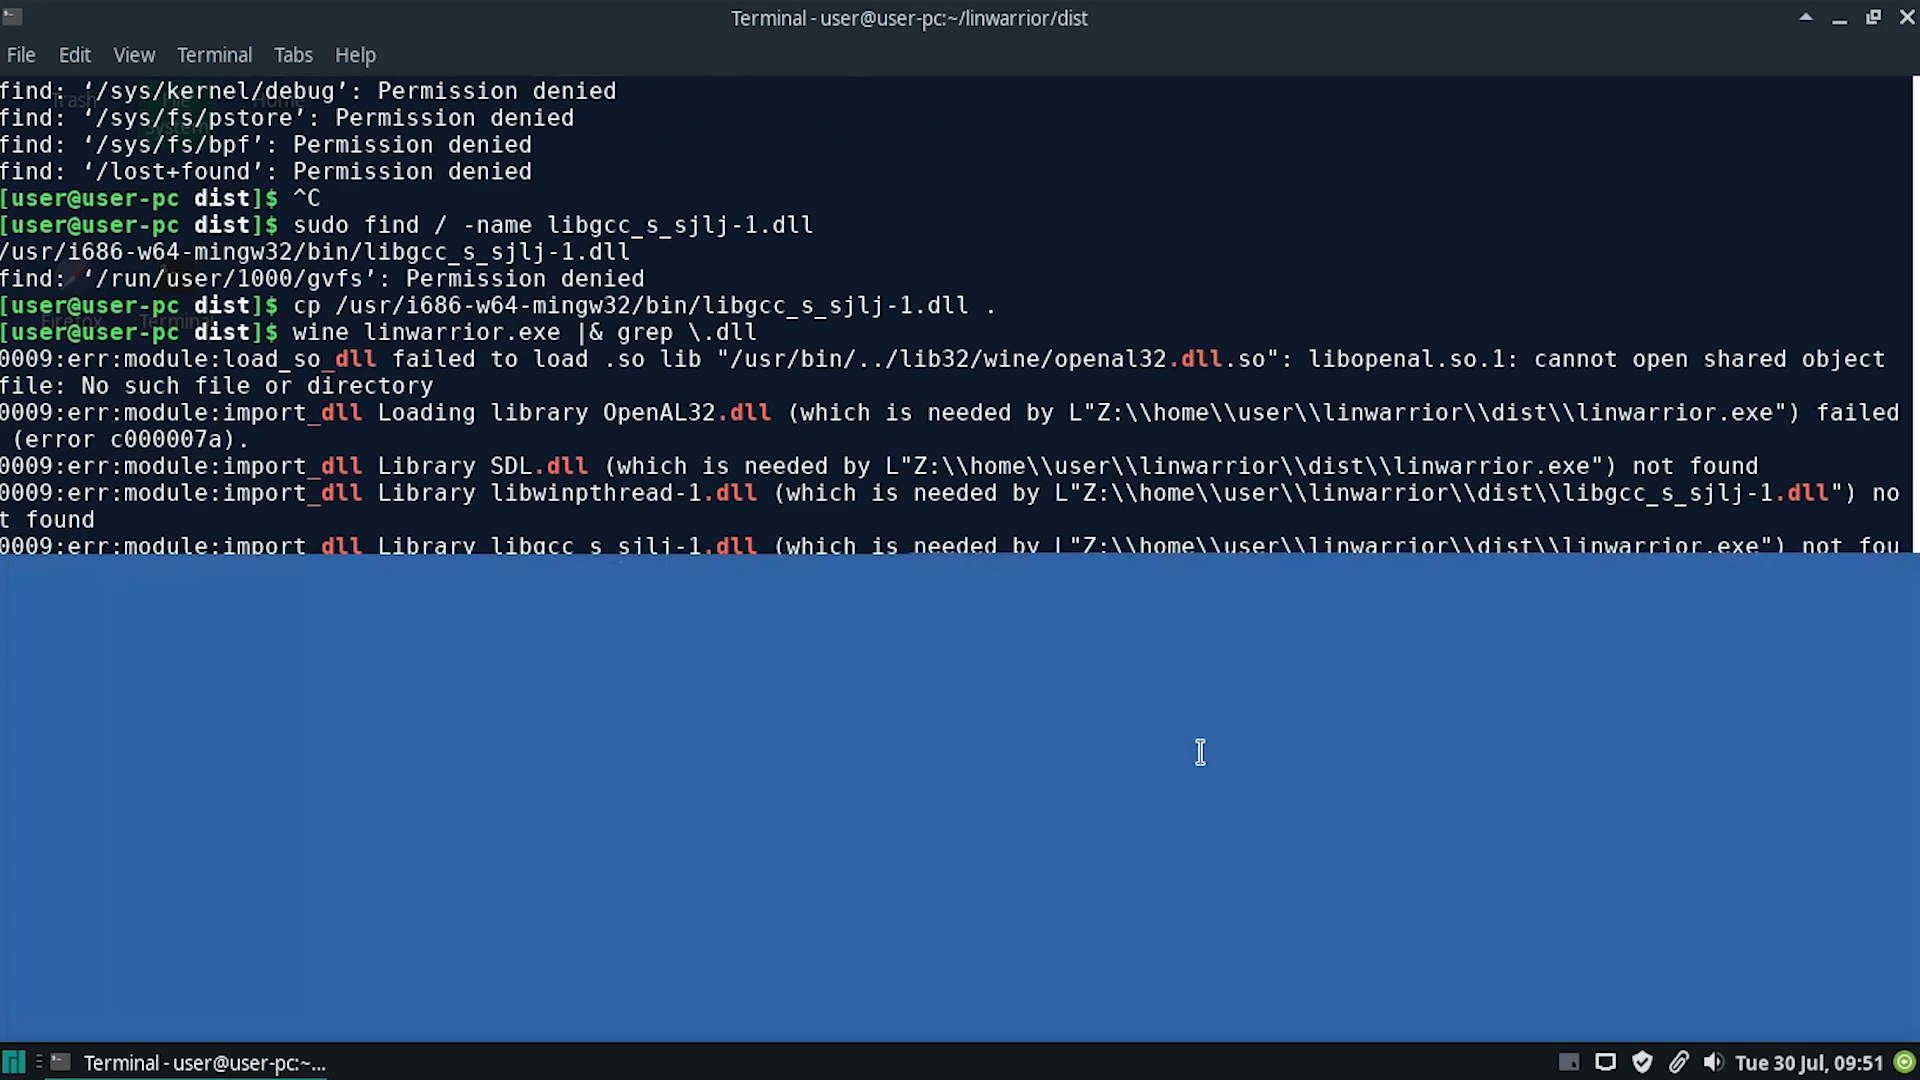 Terminal - user@user-pc:~/linwarrior/dist
File Edit View Terminal Tabs Help
find: ‘/sys/kernel/debug’: Permission denied
find: ‘/sys/fs/pstore’: Permission denied
find: ‘/sys/fs/bpf’: Permission denied
find: ‘/lost+found’: Permission denied
[user@user-pc dist]$ ^C
[user@user-pc dist]$ sudo find / -name libgcc_s_sjlj-1.dll
/usr/i686-w64-mingw32/bin/libgcc_s_sjlj-1.dll
find: ‘/run/user/1000/gvfs’: Permission denied
[user@user-pc dist]$ cp /usr/i686-w64-mingw32/bin/libgcc_s_sjlj-1.dll .
[user@user-pc dist]$ wine linwarrior.exe |& grep \.dll
0009:err:module:load_so_dll failed to load .so lib "/usr/bin/../lib32/wine/openal32.dll.so": libopenal.so.1: cannot open shared object
file: No such file or directory
0009:err:module:import_dll Loading library OpenAL32.dll (which is needed by L"Z:\\home\\user\\linwarrior\\dist\\linwarrior.exe") failed
(error c000007a).
0009:err:module:import_dll Library SDL.dll (which is needed by L"Z:\\home\\user\\linwarrior\\dist\\linwarrior.exe") not found
0009:err:module:import_dll Library libwinpthread-1.dll (which is needed by L"Z:\\home\\user\\linwarrior\\dist\\libgcc_s_sjlj-1.dll") no
t found
0009:err:module:import_dll Library libgcc_s_sjlj-1.dll (which is needed by L"Z:\\home\\user\\linwarrior\\dist\\linwarrior.exe") not fou
Trash File System Home
Firefox Terminal
Terminal - user@user-pc:~...
Tue 30 Jul, 09:51